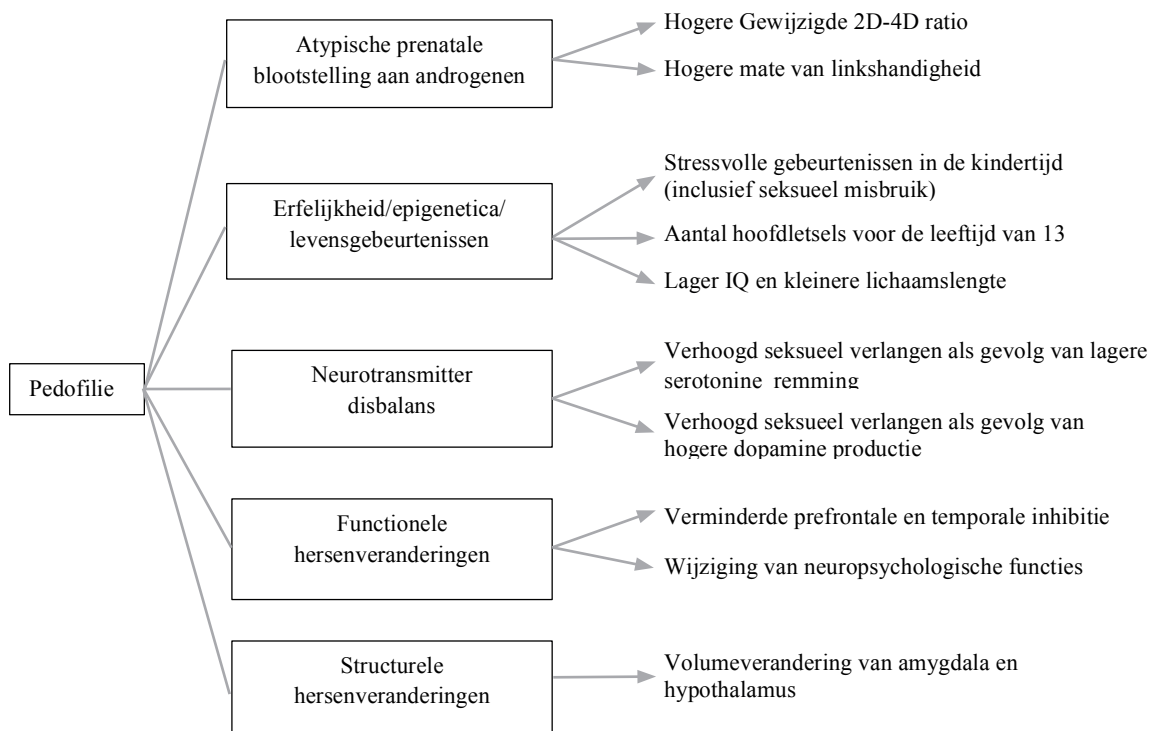 Atypische prenatale
blootstelling aan androgenen
Hogere Gewijzigde 2D-4D ratio
Hogere mate van linkshandigheid
Erfelijkheid/epigenetica/
levensgebeurtenissen
Stressvolle gebeurtenissen in de kindertijd
(inclusief seksueel misbruik)
Aantal hoofdletsels voor de leeftijd van 13
Lager IQ en kleinere lichaamslengte
Pedofilie
Neurotransmitter
disbalans
Verhoogd seksueel verlangen als gevolg van lagere
serotonine remming
Verhoogd seksueel verlangen als gevolg van
hogere dopamine productie
Functionele
hersenveranderingen
Verminderde prefrontale en temporale inhibitie
Wijziging van neuropsychologische functies
Structurele
hersenveranderingen
Volumeverandering van amygdala en
hypothalamus